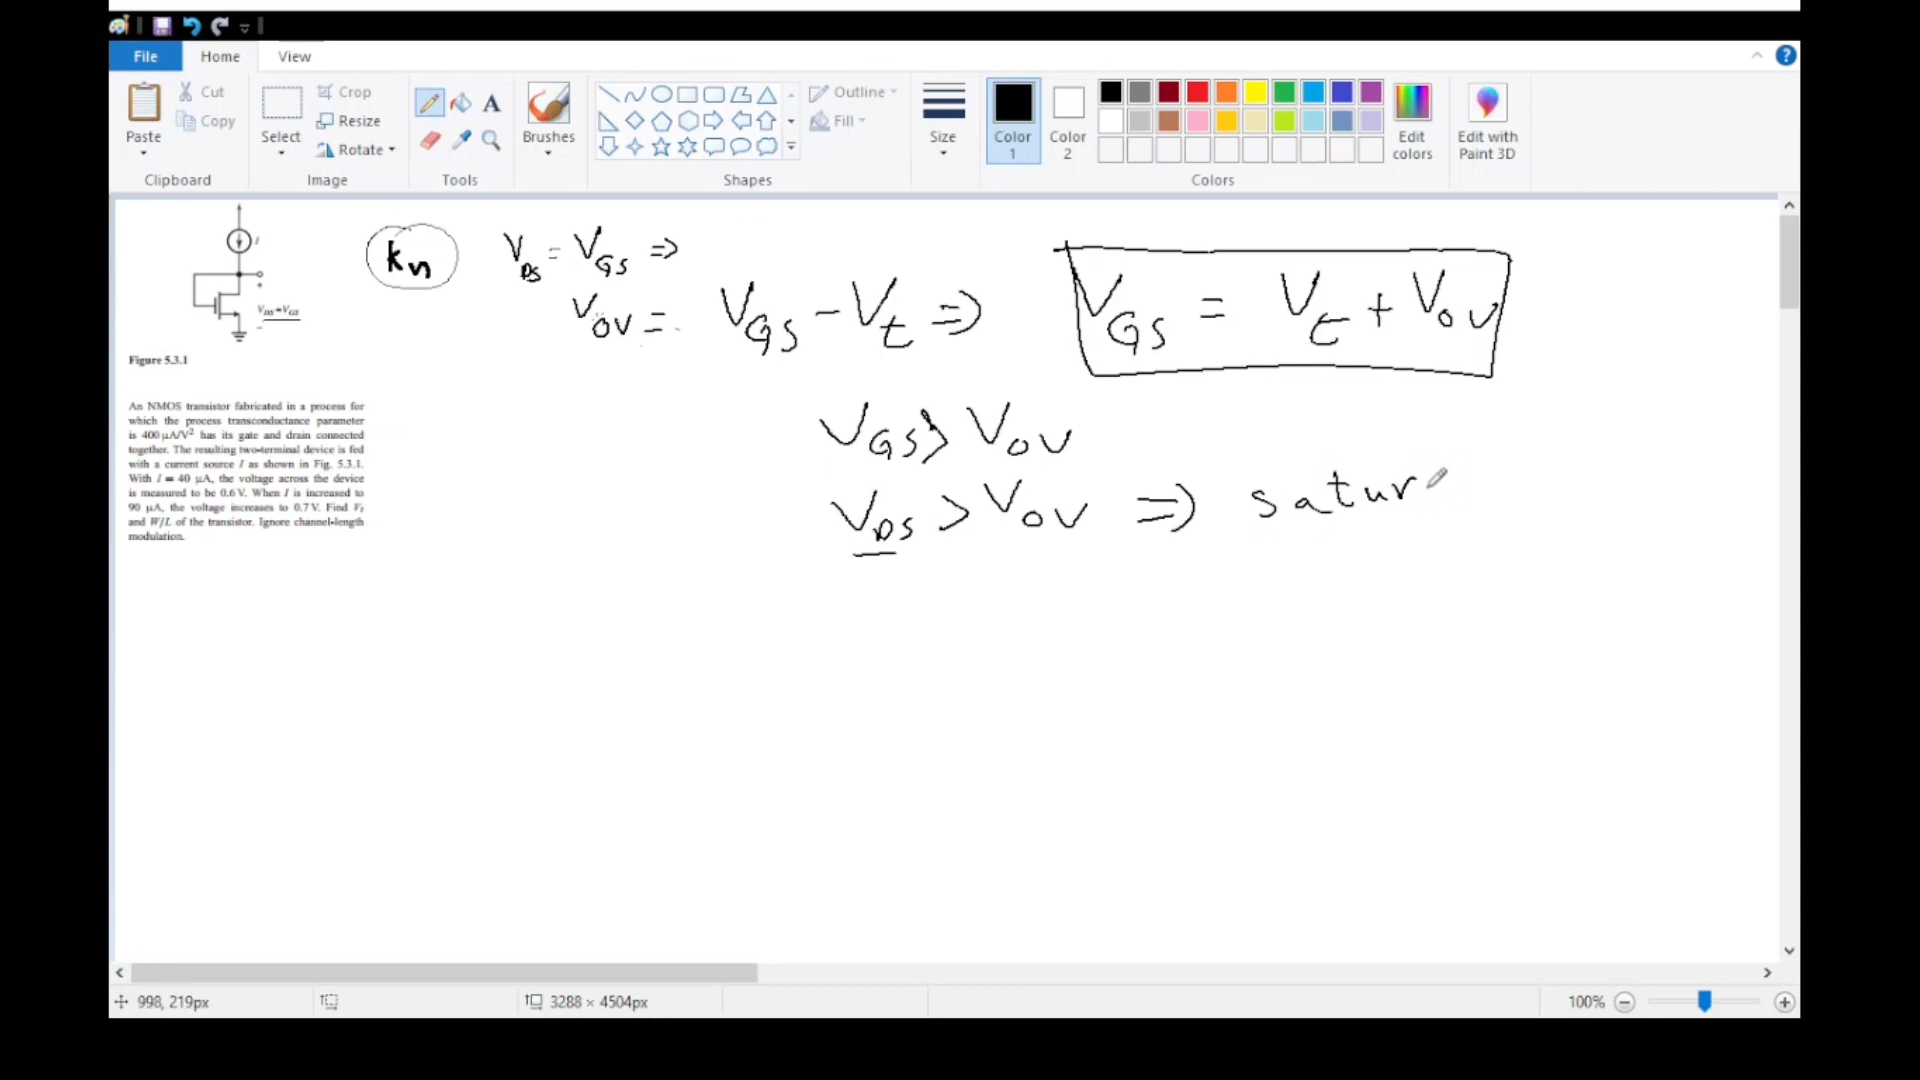 File Home View
Paste
Cut
Copy
Clipboard
Select
Crop
Resize
Rotate
Image
A
Tools
Brushes
Outline
Fill
Shapes
Size
Color 1
Color 2
Edit colors
Edit with Paint 3D
Colors
I
+
VDS=VGS
−
Figure 5.3.1
An NMOS transistor fabricated in a process for
which the process transconductance parameter
is 400 µA/V² has its gate and drain connected
together. The resulting two-terminal device is fed
with a current source I as shown in Fig. 5.3.1.
With I = 40 µA, the voltage across the device
is measured to be 0.6 V. When I is increased to
90 µA, the voltage increases to 0.7 V. Find Vt
and W/L of the transistor. Ignore channel-length
modulation.
kn
VDS = VGS ⇒
VOV = VGS − Vt ⇒ VGS = Vt + VOV
VGS > VOV
VDS > VOV ⇒ satur
998, 219px
3288 × 4504px
100%